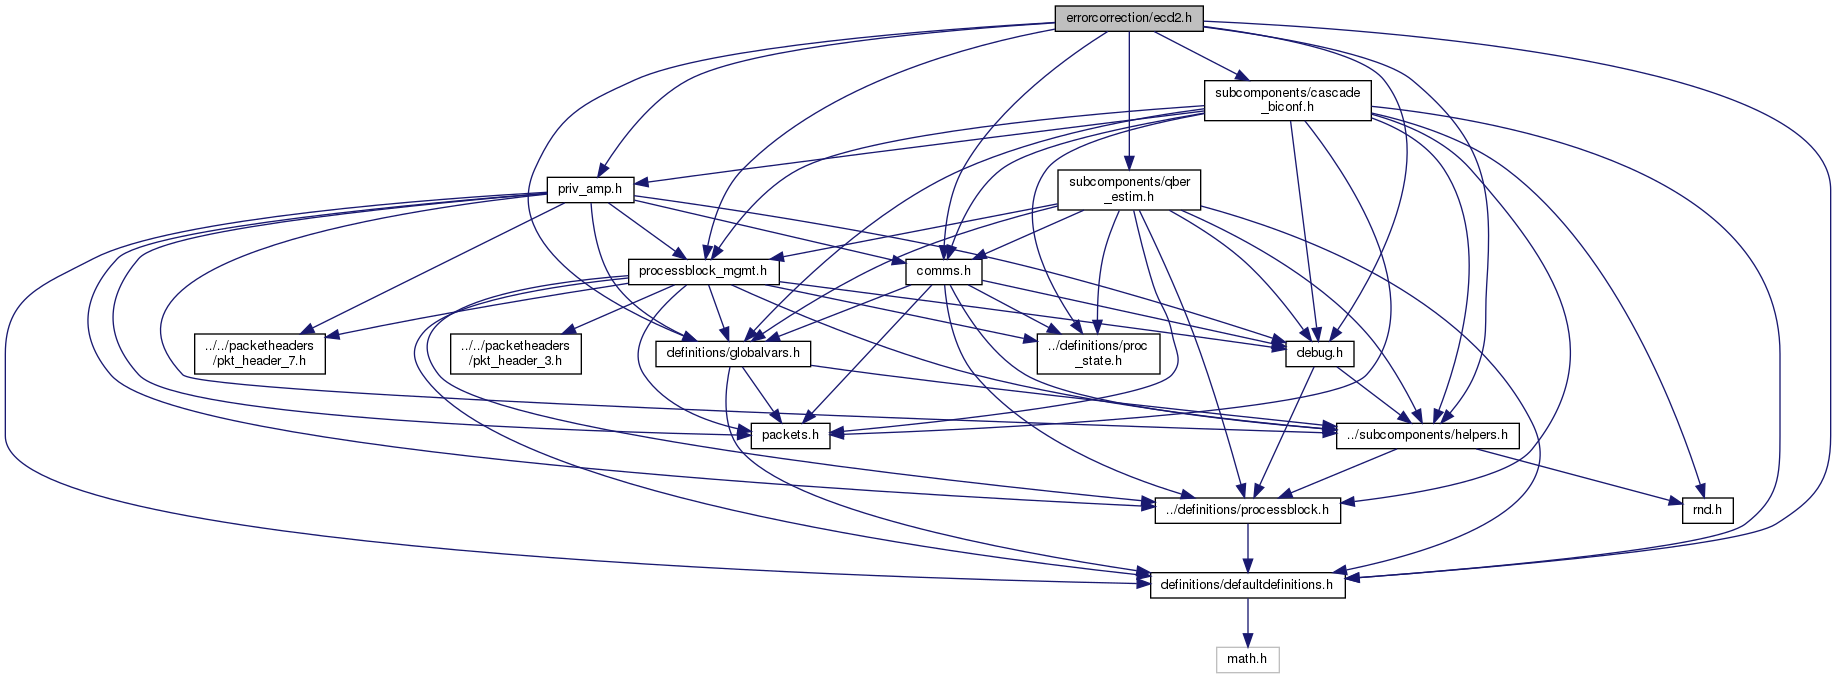 errorcorrection/ecd2.h
subcomponents/cascade
_biconf.h
priv_amp.h
subcomponents/qber
_estim.h
processblock_mgmt.h
comms.h
../../packetheaders
/pkt_header_7.h
../../packetheaders
/pkt_header_3.h
definitions/globalvars.h
../definitions/proc
_state.h
debug.h
packets.h
../subcomponents/helpers.h
../definitions/processblock.h
rnd.h
definitions/defaultdefinitions.h
math.h